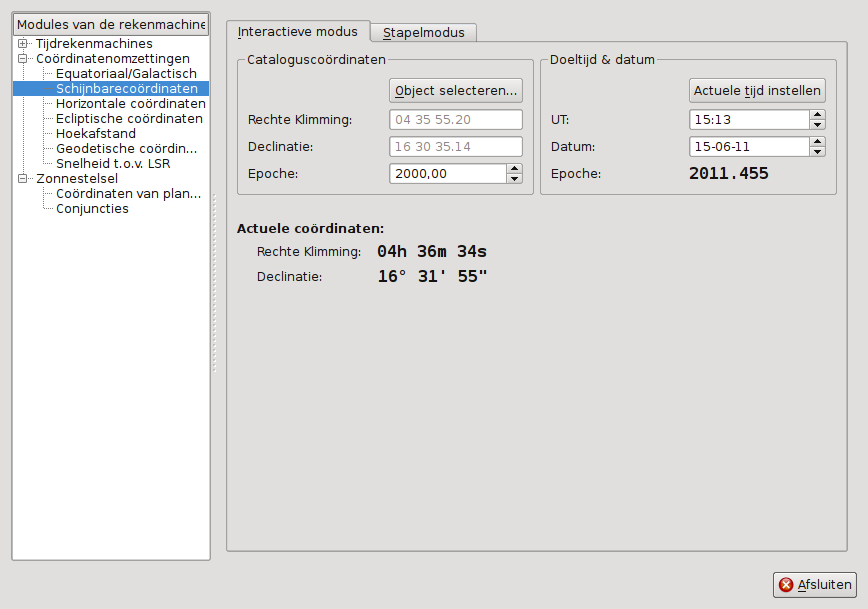 Modules van de rekenmachine
Tijdrekenmachines
Coördinatenomzettingen
Equatoriaal/Galactisch
Schijnbarecoördinaten
Horizontale coördinaten
Ecliptische coördinaten
Hoekafstand
Geodetische coördin...
Snelheid t.o.v. LSR
Zonnestelsel
Coördinaten van plan...
Conjuncties
Interactieve modus Stapelmodus
Cataloguscoördinaten
Object selecteren...
Rechte Klimming: 04 35 55.20
Declinatie: 16 30 35.14
Epoche: 2000,00
Doeltijd & datum
Actuele tijd instellen
UT: 15:13
Datum: 15-06-11
Epoche: 2011.455
Actuele coördinaten:
Rechte Klimming: 04h 36m 34s
Declinatie: 16° 31' 55"
Afsluiten